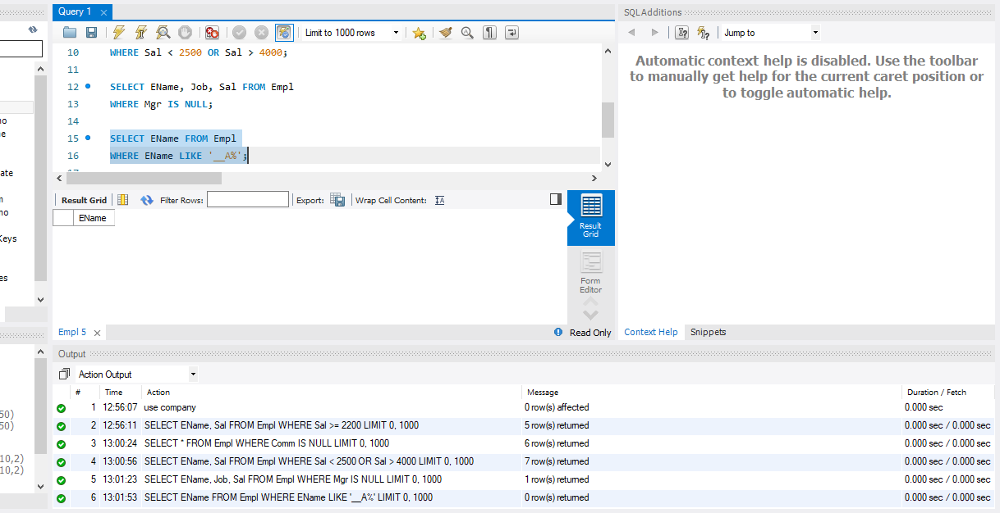 Query 1
SQLAdditions
Limit to 1000 rows
Jump to
10 WHERE Sal < 2500 OR Sal > 4000;
11
12 SELECT EName, Job, Sal FROM Empl
13 WHERE Mgr IS NULL;
14
15 SELECT EName FROM Empl
16 WHERE EName LIKE '__A%';
Automatic context help is disabled. Use the toolbar
to manually get help for the current caret position or
to toggle automatic help.
Result Grid Filter Rows: Export: Wrap Cell Content:
EName
Result
Grid
Form
Editor
Empl 5 Read Only
Context Help Snippets
Output
Action Output
# Time Action Message Duration / Fetch
1 12:56:07 use company 0 row(s) affected 0.000 sec
2 12:56:11 SELECT EName, Sal FROM Empl WHERE Sal >= 2200 LIMIT 0, 1000 5 row(s) returned 0.000 sec / 0.000 sec
3 13:00:24 SELECT * FROM Empl WHERE Comm IS NULL LIMIT 0, 1000 6 row(s) returned 0.000 sec / 0.000 sec
4 13:00:56 SELECT EName, Sal FROM Empl WHERE Sal < 2500 OR Sal > 4000 LIMIT 0, 1000 7 row(s) returned 0.000 sec / 0.000 sec
5 13:01:23 SELECT EName, Job, Sal FROM Empl WHERE Mgr IS NULL LIMIT 0, 1000 1 row(s) returned 0.000 sec / 0.000 sec
6 13:01:53 SELECT EName FROM Empl WHERE EName LIKE '__A%' LIMIT 0, 1000 0 row(s) returned 0.000 sec / 0.000 sec
Keys
50)
50)
10,2)
10,2)